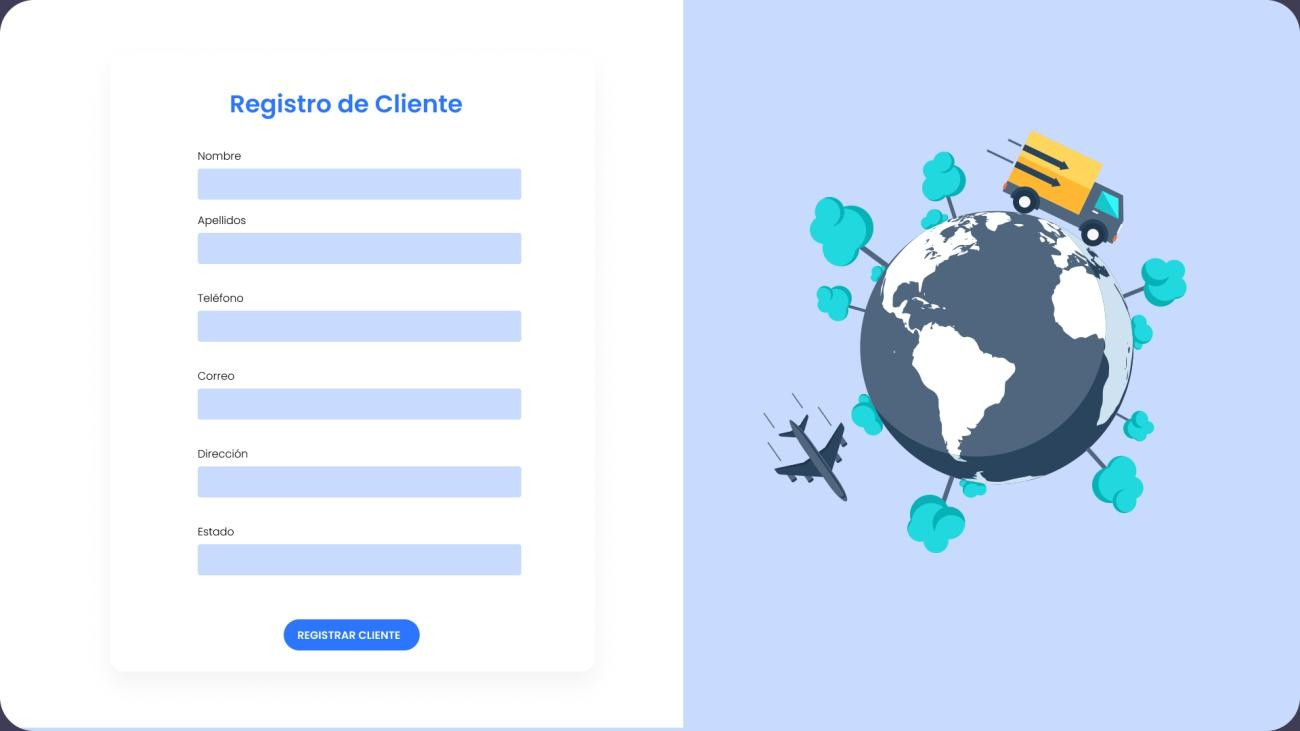 Registro de Cliente
Nombre
Apellidos
Teléfono
Correo
Dirección
Estado
REGISTRAR CLIENTE